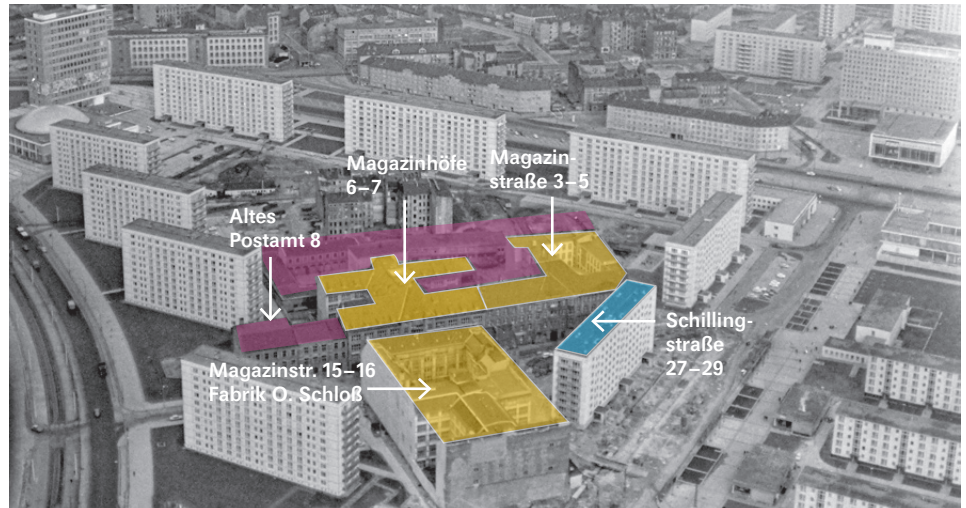 Magazinhöfe
6–7
Magazin-
straße 3–5
Altes
Postamt 8
Schilling-
straße
27–29
Magazinstr. 15–16
Fabrik O. Schloß